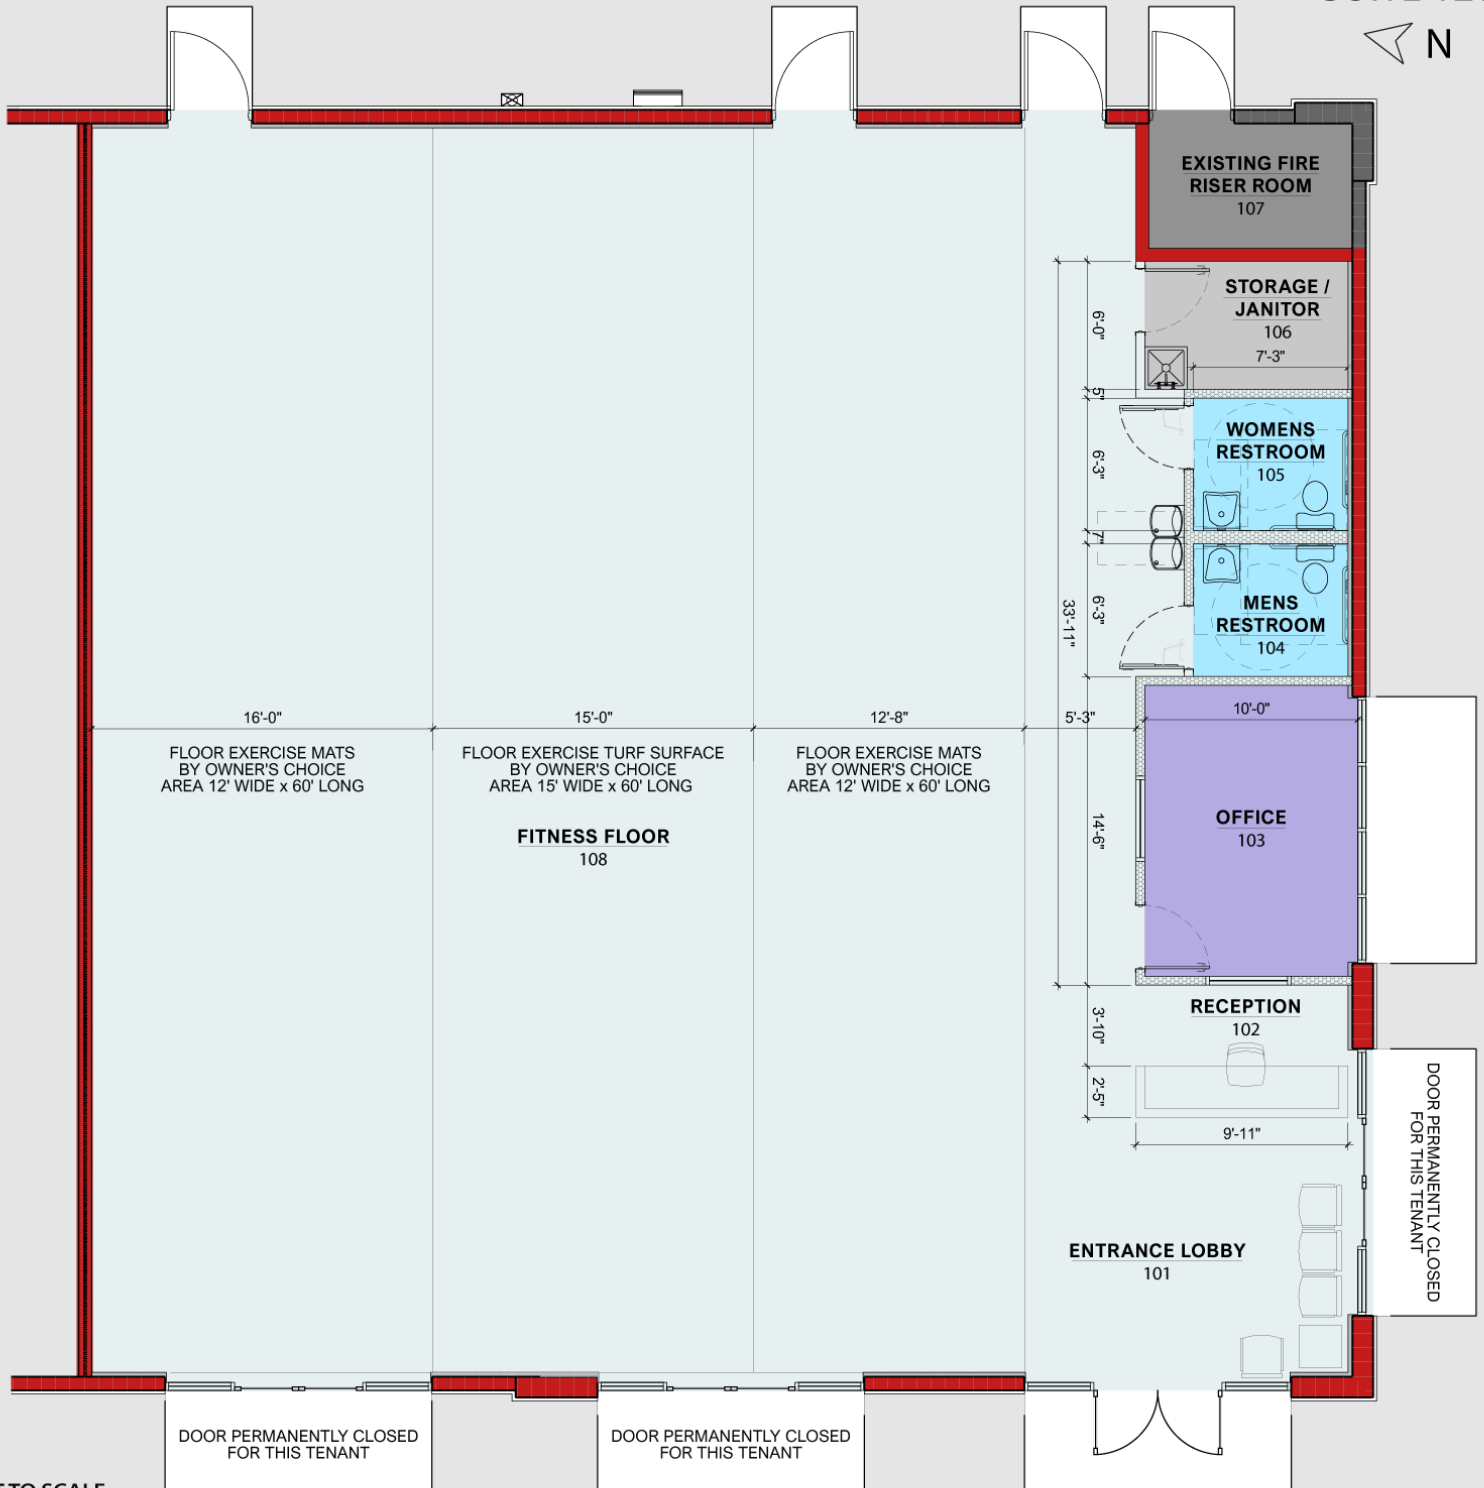 N
EXISTING FIRE
RISER ROOM
107
STORAGE /
JANITOR
106
7'-3"
6'-0"
5"
WOMENS
RESTROOM
105
6'-3"
7"
MENS
RESTROOM
104
6'-3"
33'-11"
16'-0"
15'-0"
12'-8"
5'-3"
10'-0"
FLOOR EXERCISE MATS
BY OWNER'S CHOICE
AREA 12' WIDE x 60' LONG
FLOOR EXERCISE TURF SURFACE
BY OWNER'S CHOICE
AREA 15' WIDE x 60' LONG
FLOOR EXERCISE MATS
BY OWNER'S CHOICE
AREA 12' WIDE x 60' LONG
FITNESS FLOOR
108
14'-6"
OFFICE
103
RECEPTION
102
3'-10"
2'-5"
9'-11"
DOOR PERMANENTLY CLOSED
FOR THIS TENANT
ENTRANCE LOBBY
101
DOOR PERMANENTLY CLOSED
FOR THIS TENANT
DOOR PERMANENTLY CLOSED
FOR THIS TENANT
TO SCALE